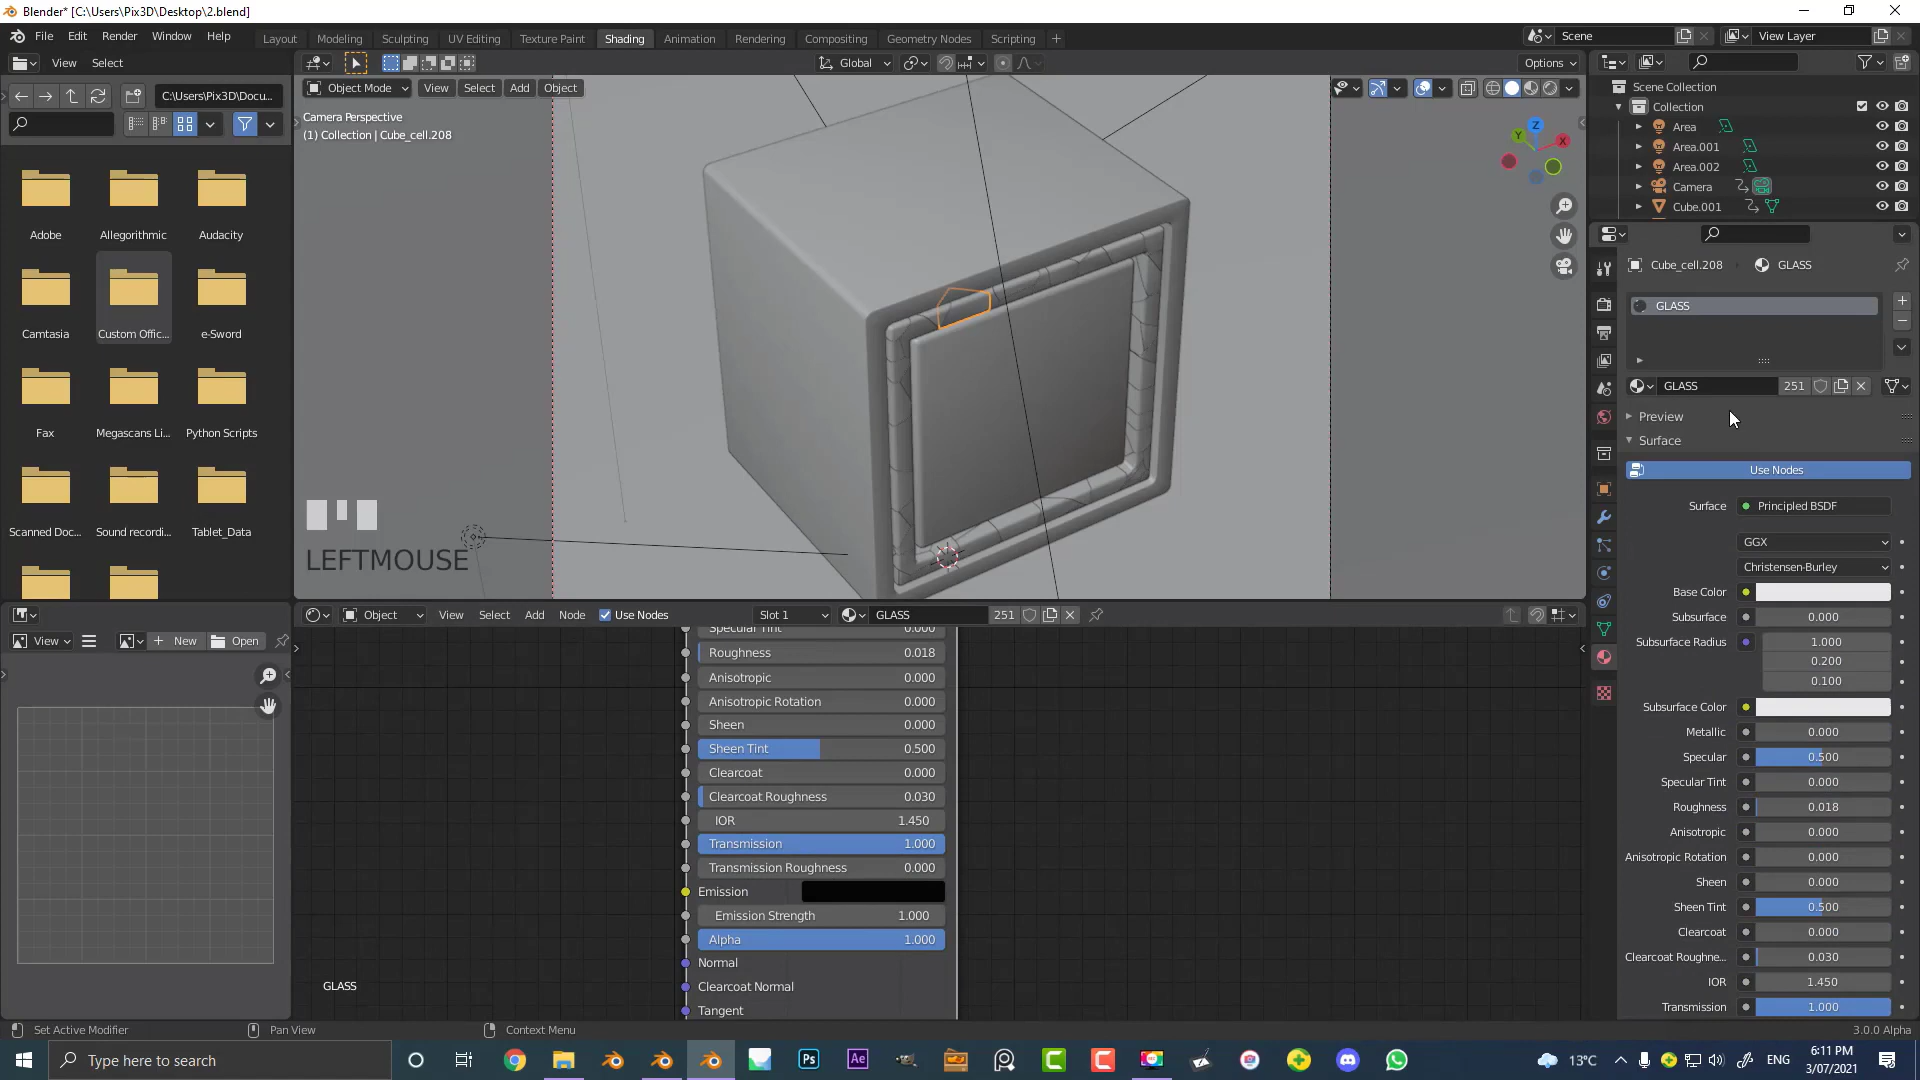 Blender* [C:\Users\Pix3D\Desktop\2.blend]
File Edit Render Window Help
Layout Modeling Sculpting UV Editing Texture Paint Shading Animation Rendering Compositing Geometry Nodes Scripting +
Scene
View Layer
View Select
Global
Options
C:\Users\Pix3D\Docu...
Object Mode View Select Add Object
Camera Perspective
(1) Collection | Cube_cell.208
Z
Y
X
Scene Collection
Collection
Area
Area.001
Area.002
Camera
Cube.001
Adobe Allegorithmic Audacity
Camtasia Custom Offic... e-Sword
Fax Megascans Li... Python Scripts
Scanned Doc... Sound recordi... Tablet_Data
LEFTMOUSE
Cube_cell.208 GLASS
GLASS
GLASS 251
Preview
Surface
Use Nodes
Surface Principled BSDF
GGX
Christensen-Burley
Base Color
Subsurface 0.000
Subsurface Radius 1.000
0.200
0.100
Subsurface Color
Metallic 0.000
Specular 0.500
Specular Tint 0.000
Roughness 0.018
Anisotropic 0.000
Anisotropic Rotation 0.000
Sheen 0.000
Sheen Tint 0.500
Clearcoat 0.000
Clearcoat Roughne... 0.030
IOR 1.450
Transmission 1.000
View New Open
Object View Select Add Node Use Nodes Slot 1 GLASS 251
Specular Tint 0.000
Roughness 0.018
Anisotropic 0.000
Anisotropic Rotation 0.000
Sheen 0.000
Sheen Tint 0.500
Clearcoat 0.000
Clearcoat Roughness 0.030
IOR 1.450
Transmission 1.000
Transmission Roughness 0.000
Emission
Emission Strength 1.000
Alpha 1.000
Normal
Clearcoat Normal
Tangent
GLASS
Set Active Modifier Pan View Context Menu 3.0.0 Alpha
Type here to search
Ps
Ae
13°C
ENG
6:11 PM
3/07/2021